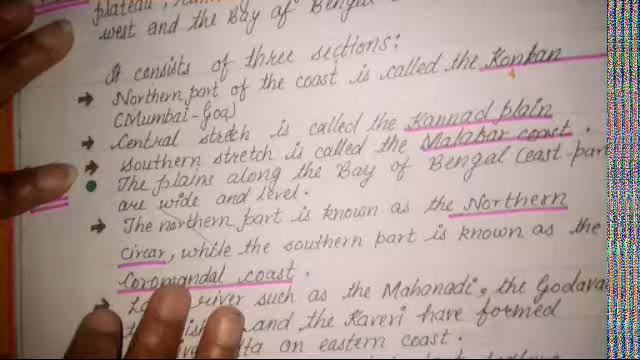 plateau,
west and the Bay of Bengal
It consists of three sections:
→ Northern part of the coast is called the Konkan
(Mumbai-Goa)
→ Central stretch is called the Kannad plain
→ Southern stretch is called the Malabar coast.
● The plains along the Bay of Bengal (east-part
are wide and level.
→ The northern part is known as the Northern
Circar, while the southern part is known as the
Coromandal coast.
→ river such as the Mahanadi, the Godava
and the Kaveri have formed
on eastern coast.